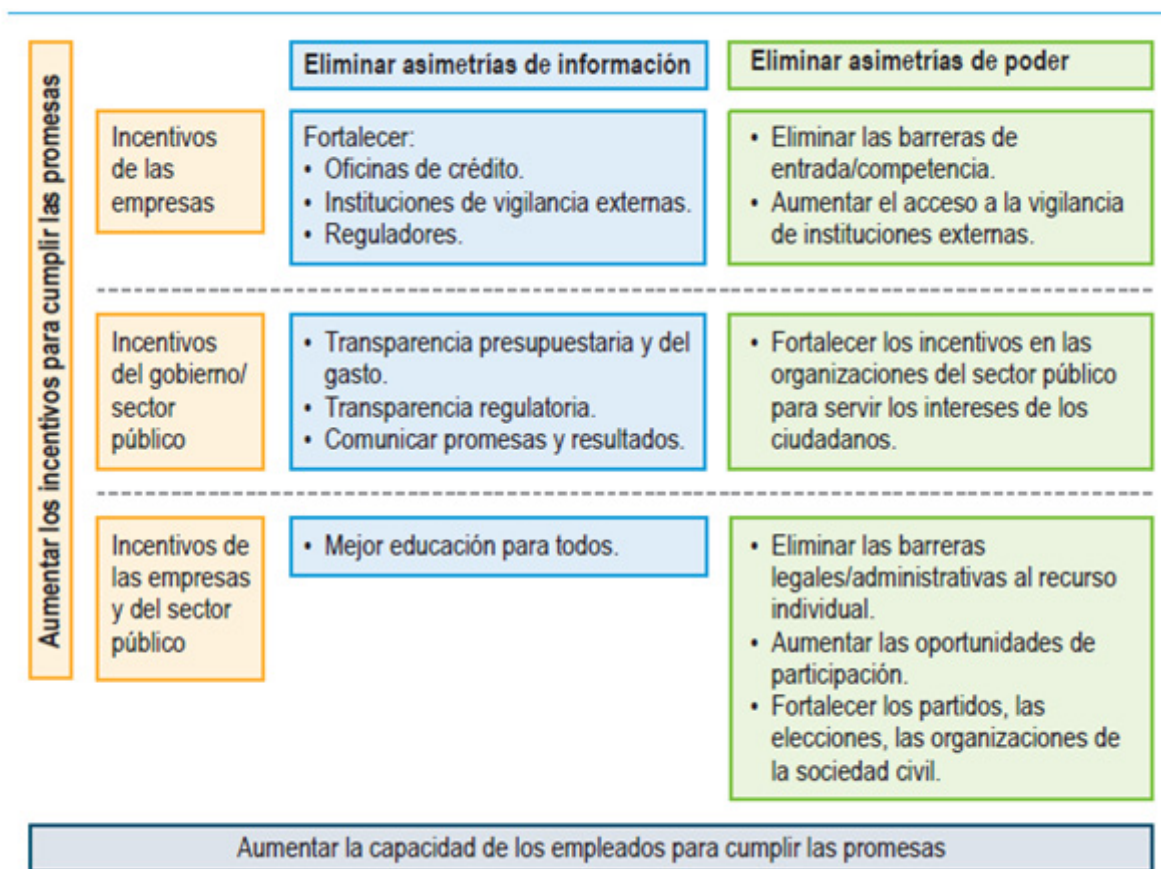 Aumentar los incentivos para cumplir las promesas
Eliminar asimetrías de información
Eliminar asimetrías de poder
Incentivos
de las
empresas
Fortalecer:
• Oficinas de crédito.
• Instituciones de vigilancia externas.
• Reguladores.
• Eliminar las barreras de
entrada/competencia.
• Aumentar el acceso a la vigilancia
de instituciones externas.
Incentivos
del gobierno/
sector
público
• Transparencia presupuestaria y del
gasto.
• Transparencia regulatoria.
• Comunicar promesas y resultados.
• Fortalecer los incentivos en las
organizaciones del sector público
para servir los intereses de los
ciudadanos.
Incentivos de
las empresas
y del sector
público
• Mejor educación para todos.
• Eliminar las barreras
legales/administrativas al recurso
individual.
• Aumentar las oportunidades de
participación.
• Fortalecer los partidos, las
elecciones, las organizaciones de
la sociedad civil.
Aumentar la capacidad de los empleados para cumplir las promesas